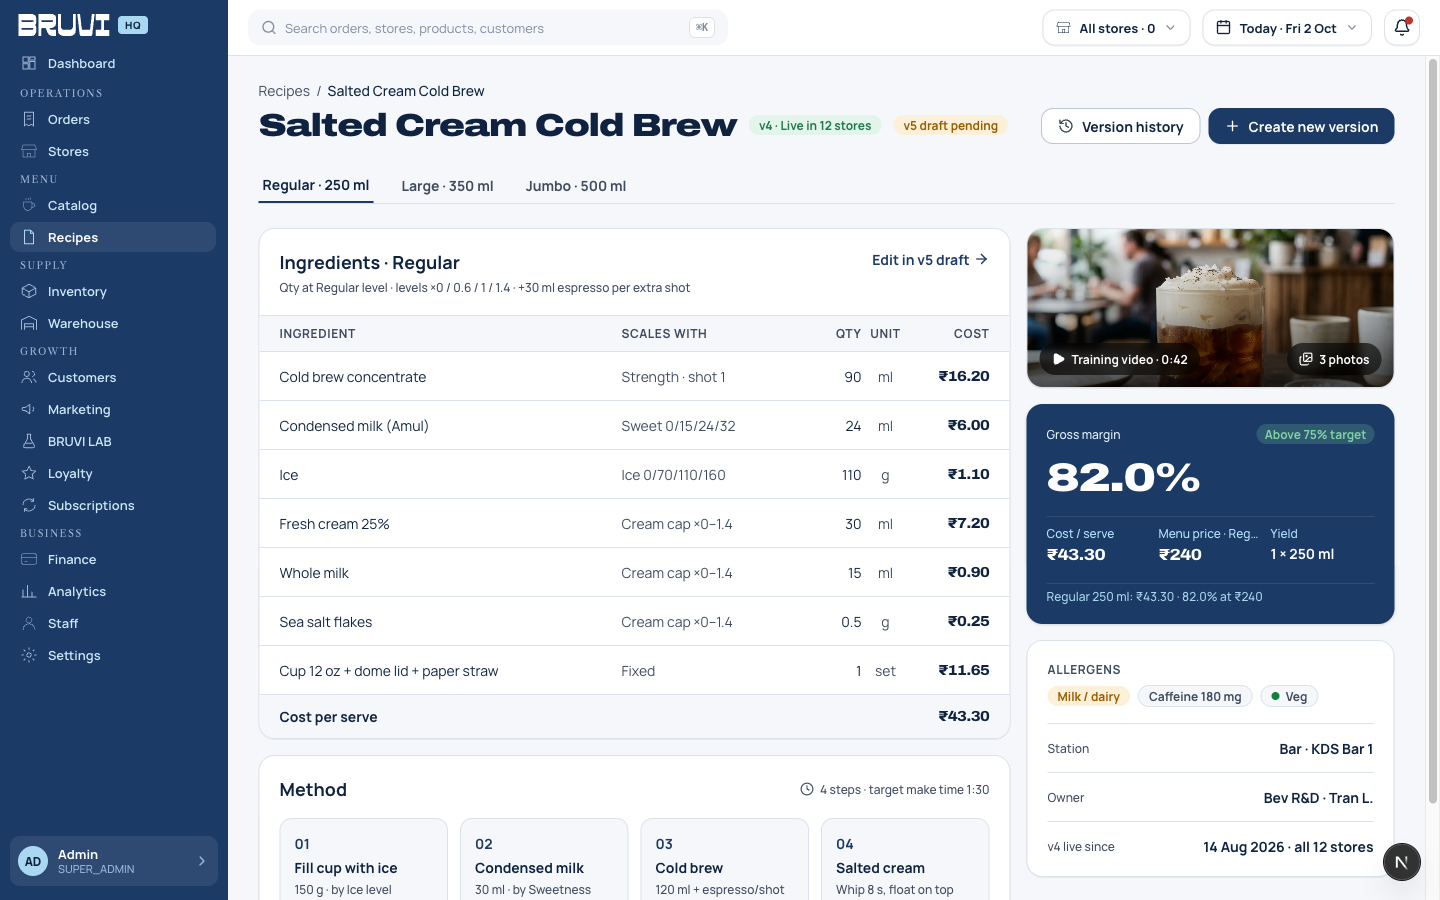 BRUVI HQ
Search orders, stores, products, customers
⌘K
All stores · 0
Today · Fri 2 Oct
Dashboard
OPERATIONS
Orders
Stores
MENU
Catalog
Recipes
SUPPLY
Inventory
Warehouse
GROWTH
Customers
Marketing
BRUVI LAB
Loyalty
Subscriptions
BUSINESS
Finance
Analytics
Staff
Settings
AD
Admin
SUPER_ADMIN
Recipes / Salted Cream Cold Brew
Salted Cream Cold Brew
v4 · Live in 12 stores
v5 draft pending
Version history
Create new version
Regular · 250 ml
Large · 350 ml
Jumbo · 500 ml
Ingredients · Regular
Edit in v5 draft →
Qty at Regular level · levels ×0 / 0.6 / 1 / 1.4 · +30 ml espresso per extra shot
INGREDIENT SCALES WITH QTY UNIT COST
Cold brew concentrate Strength · shot 1 90 ml ₹16.20
Condensed milk (Amul) Sweet 0/15/24/32 24 ml ₹6.00
Ice Ice 0/70/110/160 110 g ₹1.10
Fresh cream 25% Cream cap ×0–1.4 30 ml ₹7.20
Whole milk Cream cap ×0–1.4 15 ml ₹0.90
Sea salt flakes Cream cap ×0–1.4 0.5 g ₹0.25
Cup 12 oz + dome lid + paper straw Fixed 1 set ₹11.65
Cost per serve ₹43.30
Method
4 steps · target make time 1:30
01
Fill cup with ice
150 g · by Ice level
02
Condensed milk
30 ml · by Sweetness
03
Cold brew
120 ml + espresso/shot
04
Salted cream
Whip 8 s, float on top
Training video · 0:42
3 photos
Gross margin
Above 75% target
82.0%
Cost / serve Menu price · Reg... Yield
₹43.30 ₹240 1 × 250 ml
Regular 250 ml: ₹43.30 · 82.0% at ₹240
ALLERGENS
Milk / dairy
Caffeine 180 mg
Veg
Station Bar · KDS Bar 1
Owner Bev R&D · Tran L.
v4 live since 14 Aug 2026 · all 12 stores
N